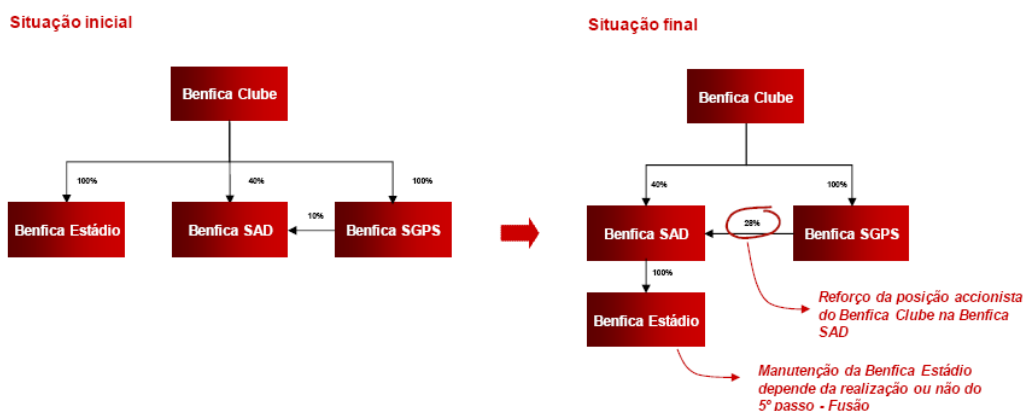 Situação inicial
Benfica Clube
100%
40%
100%
Benfica Estádio
Benfica SAD
10%
Benfica SGPS
Situação final
Benfica Clube
40%
100%
Benfica SAD
28%
Benfica SGPS
100%
Benfica Estádio
Reforço da posição accionista
do Benfica Clube na Benfica
SAD
Manutenção da Benfica Estádio
depende da realização ou não do
5º passo - Fusão